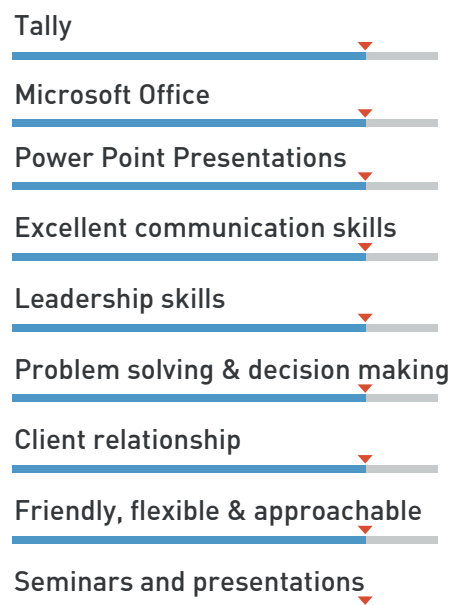 Tally
Microsoft Office
Power Point Presentations
Excellent communication skills
Leadership skills
Problem solving & decision making
Client relationship
Friendly, flexible & approachable
Seminars and presentations